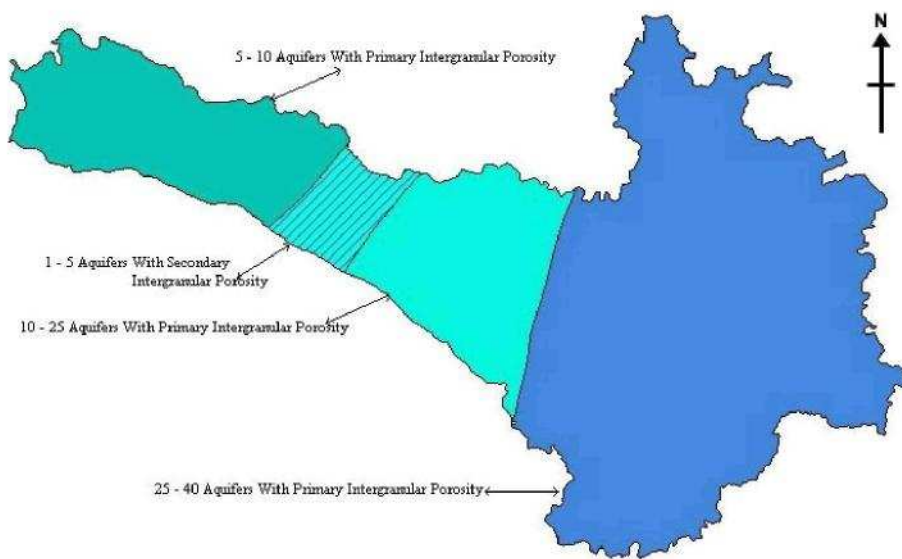 N
5 - 10 Aquifers With Primary Intergranular Porosity
1 - 5 Aquifers With Secondary
Intergranular Porosity
10 - 25 Aquifers With Primary Intergranular Porosity
25 - 40 Aquifers With Primary Intergranular Porosity